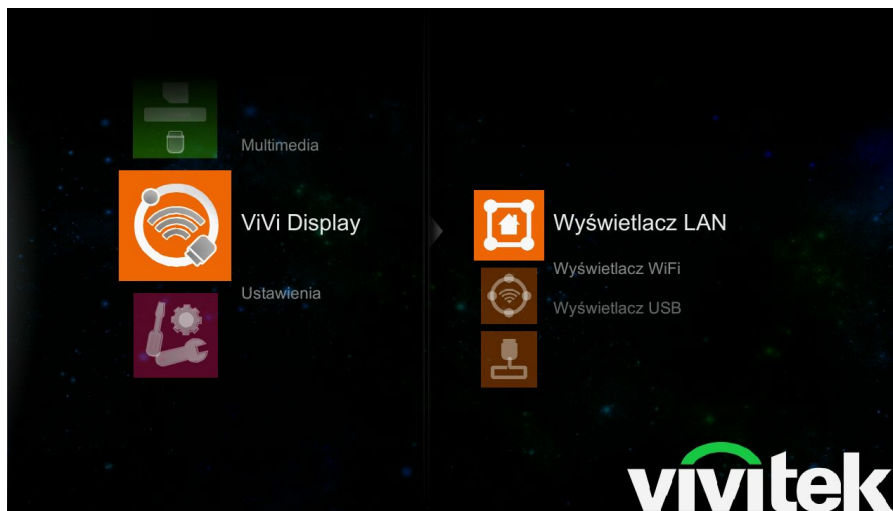 Multimedia
ViVi Display
Ustawienia
Wyświetlacz LAN
Wyświetlacz WiFi
Wyświetlacz USB
vivitek